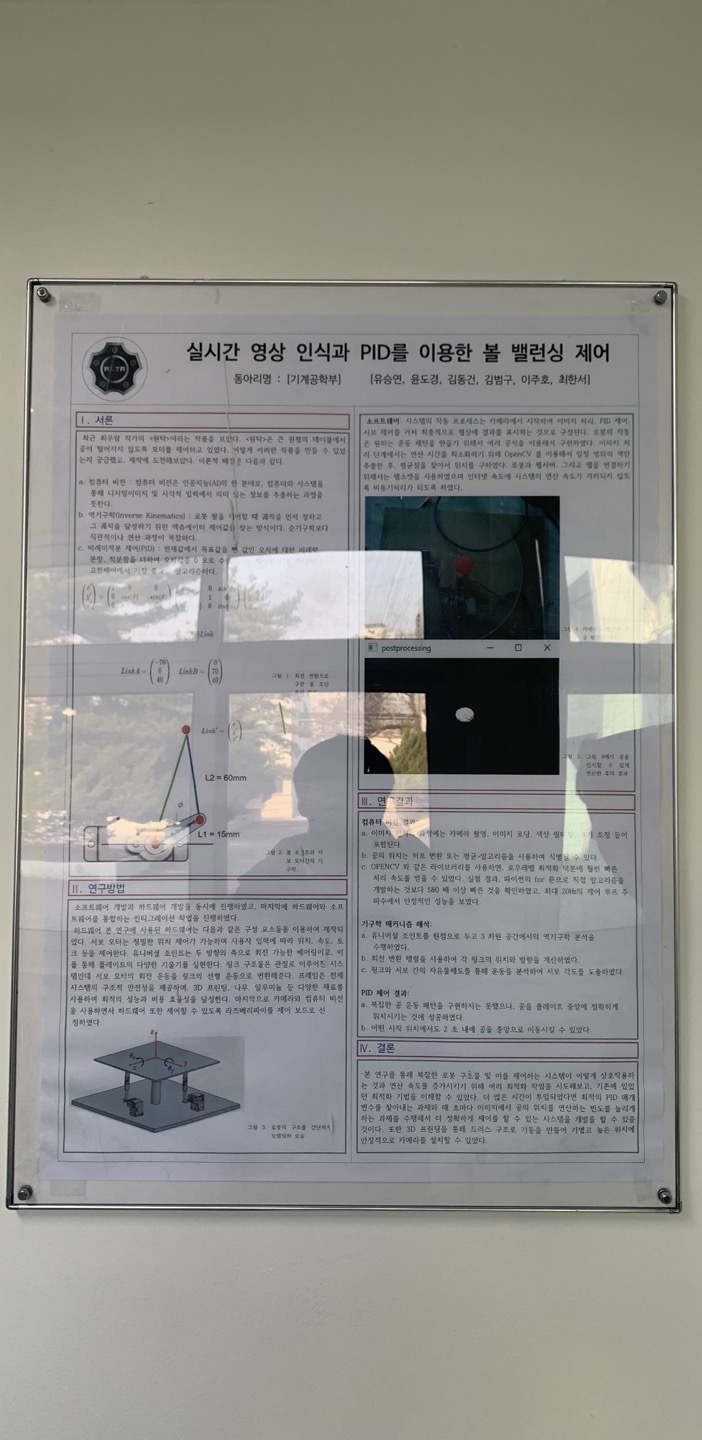 실시간 영상 인식과 PID를 이용한 볼 밸런싱 제어
동아리명 : [기계공학부] [유승연, 윤도경, 김동건, 김범구, 이주호, 최한서]
Ⅰ. 서론
최근 최우람 작가의 <원탁>이라는 작품을 보았다. <원탁>은 큰 원형의 테이블에서
공이 떨어지지 않도록 모터를 제어하고 있었다. 어떻게 이러한 작품을 만들 수 있었
는지 궁금했고, 제작에 도전해보았다. 이론적 배경은 다음과 같다.
a. 컴퓨터 비전 : 컴퓨터 비전은 인공지능(AI)의 한 분야로, 컴퓨터와 시스템을
통해 디지털이미지 및 시각적 입력에서 의미 있는 정보를 추출하는 과정을
뜻한다.
b. 역기구학(Inverse Kinematics) : 로봇 팔을 제어할 때 궤적을 먼저 정하고
그 궤적을 달성하기 위한 액츄에이터 제어값을 찾는 방식이다. 순기구학보다
직관적이나 연산 과정이 복잡하다.
c. 비례미적분 제어(PID) : 현재값에서 목표값을 뺀 값인 오차에 대한 비례항,
분항, 적분항을 더하여 오차값을 0 으로
알고리즘이다.
Link
LinkA = (-70 0 40) LinkB = (0 70 40)
그림 1. 회전 변환으로
Link' =
L2 = 60mm
L1 = 15mm
그림 2.
Ⅱ. 연구방법
소프트웨어 개발과 하드웨어 개발을 동시에 진행하였고, 마지막에 하드웨어와 소프
트웨어를 통합하는 인티그레이션 작업을 진행하였다.
하드웨어: 본 연구에 사용된 하드웨어는 다음과 같은 구성 요소들을 이용하여 제작되
었다. 서보 모터는 정밀한 위치 제어가 가능하며 사용자 입력에 따라 위치, 속도, 토
크 등을 제어한다. 유니버셜 조인트는 두 방향의 축으로 회전 가능한 베어링이고, 이
를 통해 플레이트의 다양한 기울기를 실현한다. 링크 구조물은 관절로 이루어진 시스
템인데 서보 모터의 회전 운동을 링크의 선형 운동으로 변환해준다. 프레임은 전체
시스템의 구조적 안전성을 제공하며, 3D 프린팅, 나무, 알루미늄 등 다양한 재료를
사용하여 최적의 성능과 비용 효율성을 달성한다. 마지막으로 카메라와 컴퓨터 비전
을 사용하면서 하드웨어 또한 제어할 수 있도록 라즈베리파이를 제어 보드로 선
정하였다.
그림 3. 로봇의 구조를 간단하게
모델링한 모습
소프트웨어: 시스템의 작동 프로세스는 카메라에서 시작하여 이미지 처리, PID 제어,
서보 제어를 거쳐 최종적으로 웹상에 결과를 표시하는 것으로 구성된다. 로봇의 작동
은 원하는 운동 패턴을 만들기 위해서 여러 공식을 이용해서 구현하였다. 이미지 처
리 단계에서는 연산 시간을 최소화하기 위해 OpenCV 를 이용해서 일정 범위의 색만
추출한 후, 평균점을 찾아서 위치를 구하였다. 로봇과 웹서버, 그리고 웹을 연결하기
위해서는 웹소켓을 사용하였으며 인터넷 속도에 시스템의 연산 속도가 저하되지 않도
록 비동기처리가 되도록 하였다.
postprocessing
그림 5. 그림 4에서 공을
인식할 수 있게
연산한 후의 결과
Ⅲ. 연구결과
컴퓨터 비전 결과:
a. 이미지 과정에는 카메라 촬영, 이미지 로딩, 색상 필터링, 크기 조정 등이
포함된다.
b. 공의 위치는 허프 변환 또는 평균-알고리즘을 사용하여 식별될 수 있다.
c. OPENCV 와 같은 라이브러리를 사용하면, 로우레벨 최적화 덕분에 훨씬 빠른
처리 속도를 얻을 수 있었다. 실험 결과, 파이썬의 for 문으로 직접 알고리즘을
개발하는 것보다 580 배 이상 빠른 것을 확인하였고, 최대 20Hz의 제어 루프 주
파수에서 안정적인 성능을 보였다.
기구학 매커니즘 해석:
a. 유니버셜 조인트를 원점으로 두고 3 차원 공간에서의 역기구학 분석을
수행하였다.
b. 회전 변환 행렬을 사용하여 각 링크의 위치와 방향을 계산하였다.
c. 링크와 서보 간의 자유물체도를 통해 운동을 분석하여 서보 각도를 도출하였다.
PID 제어 결과:
a. 복잡한 공 운동 패턴을 구현하지는 못했으나, 공을 플레이트 중앙에 정확하게
위치시키는 것에 성공하였다.
b. 어떤 시작 위치에서도 2 초 내에 공을 중앙으로 이동시킬 수 있었다
Ⅳ. 결론
본 연구를 통해 복잡한 로봇 구조물 및 이를 제어하는 시스템이 어떻게 상호작용하
는 것과 연산 속도를 증가시키기 위해 여러 최적화 작업을 시도해보고, 기존에 있었
던 최적화 기법을 이해할 수 있었다. 더 많은 시간이 투입되었다면 최적의 PID 매개
변수를 찾아내는 과제와 매 초마다 이미지에서 공의 위치를 연산하는 빈도를 늘리게
하는 과제를 수행해서 더 정확하게 제어를 할 수 있는 시스템을 개발을 할 수 있을
것이다. 또한 3D 프린팅을 통해 트러스 구조로 기둥을 만들어 가볍고 높은 위치에
안정적으로 카메라를 설치할 수 있었다.